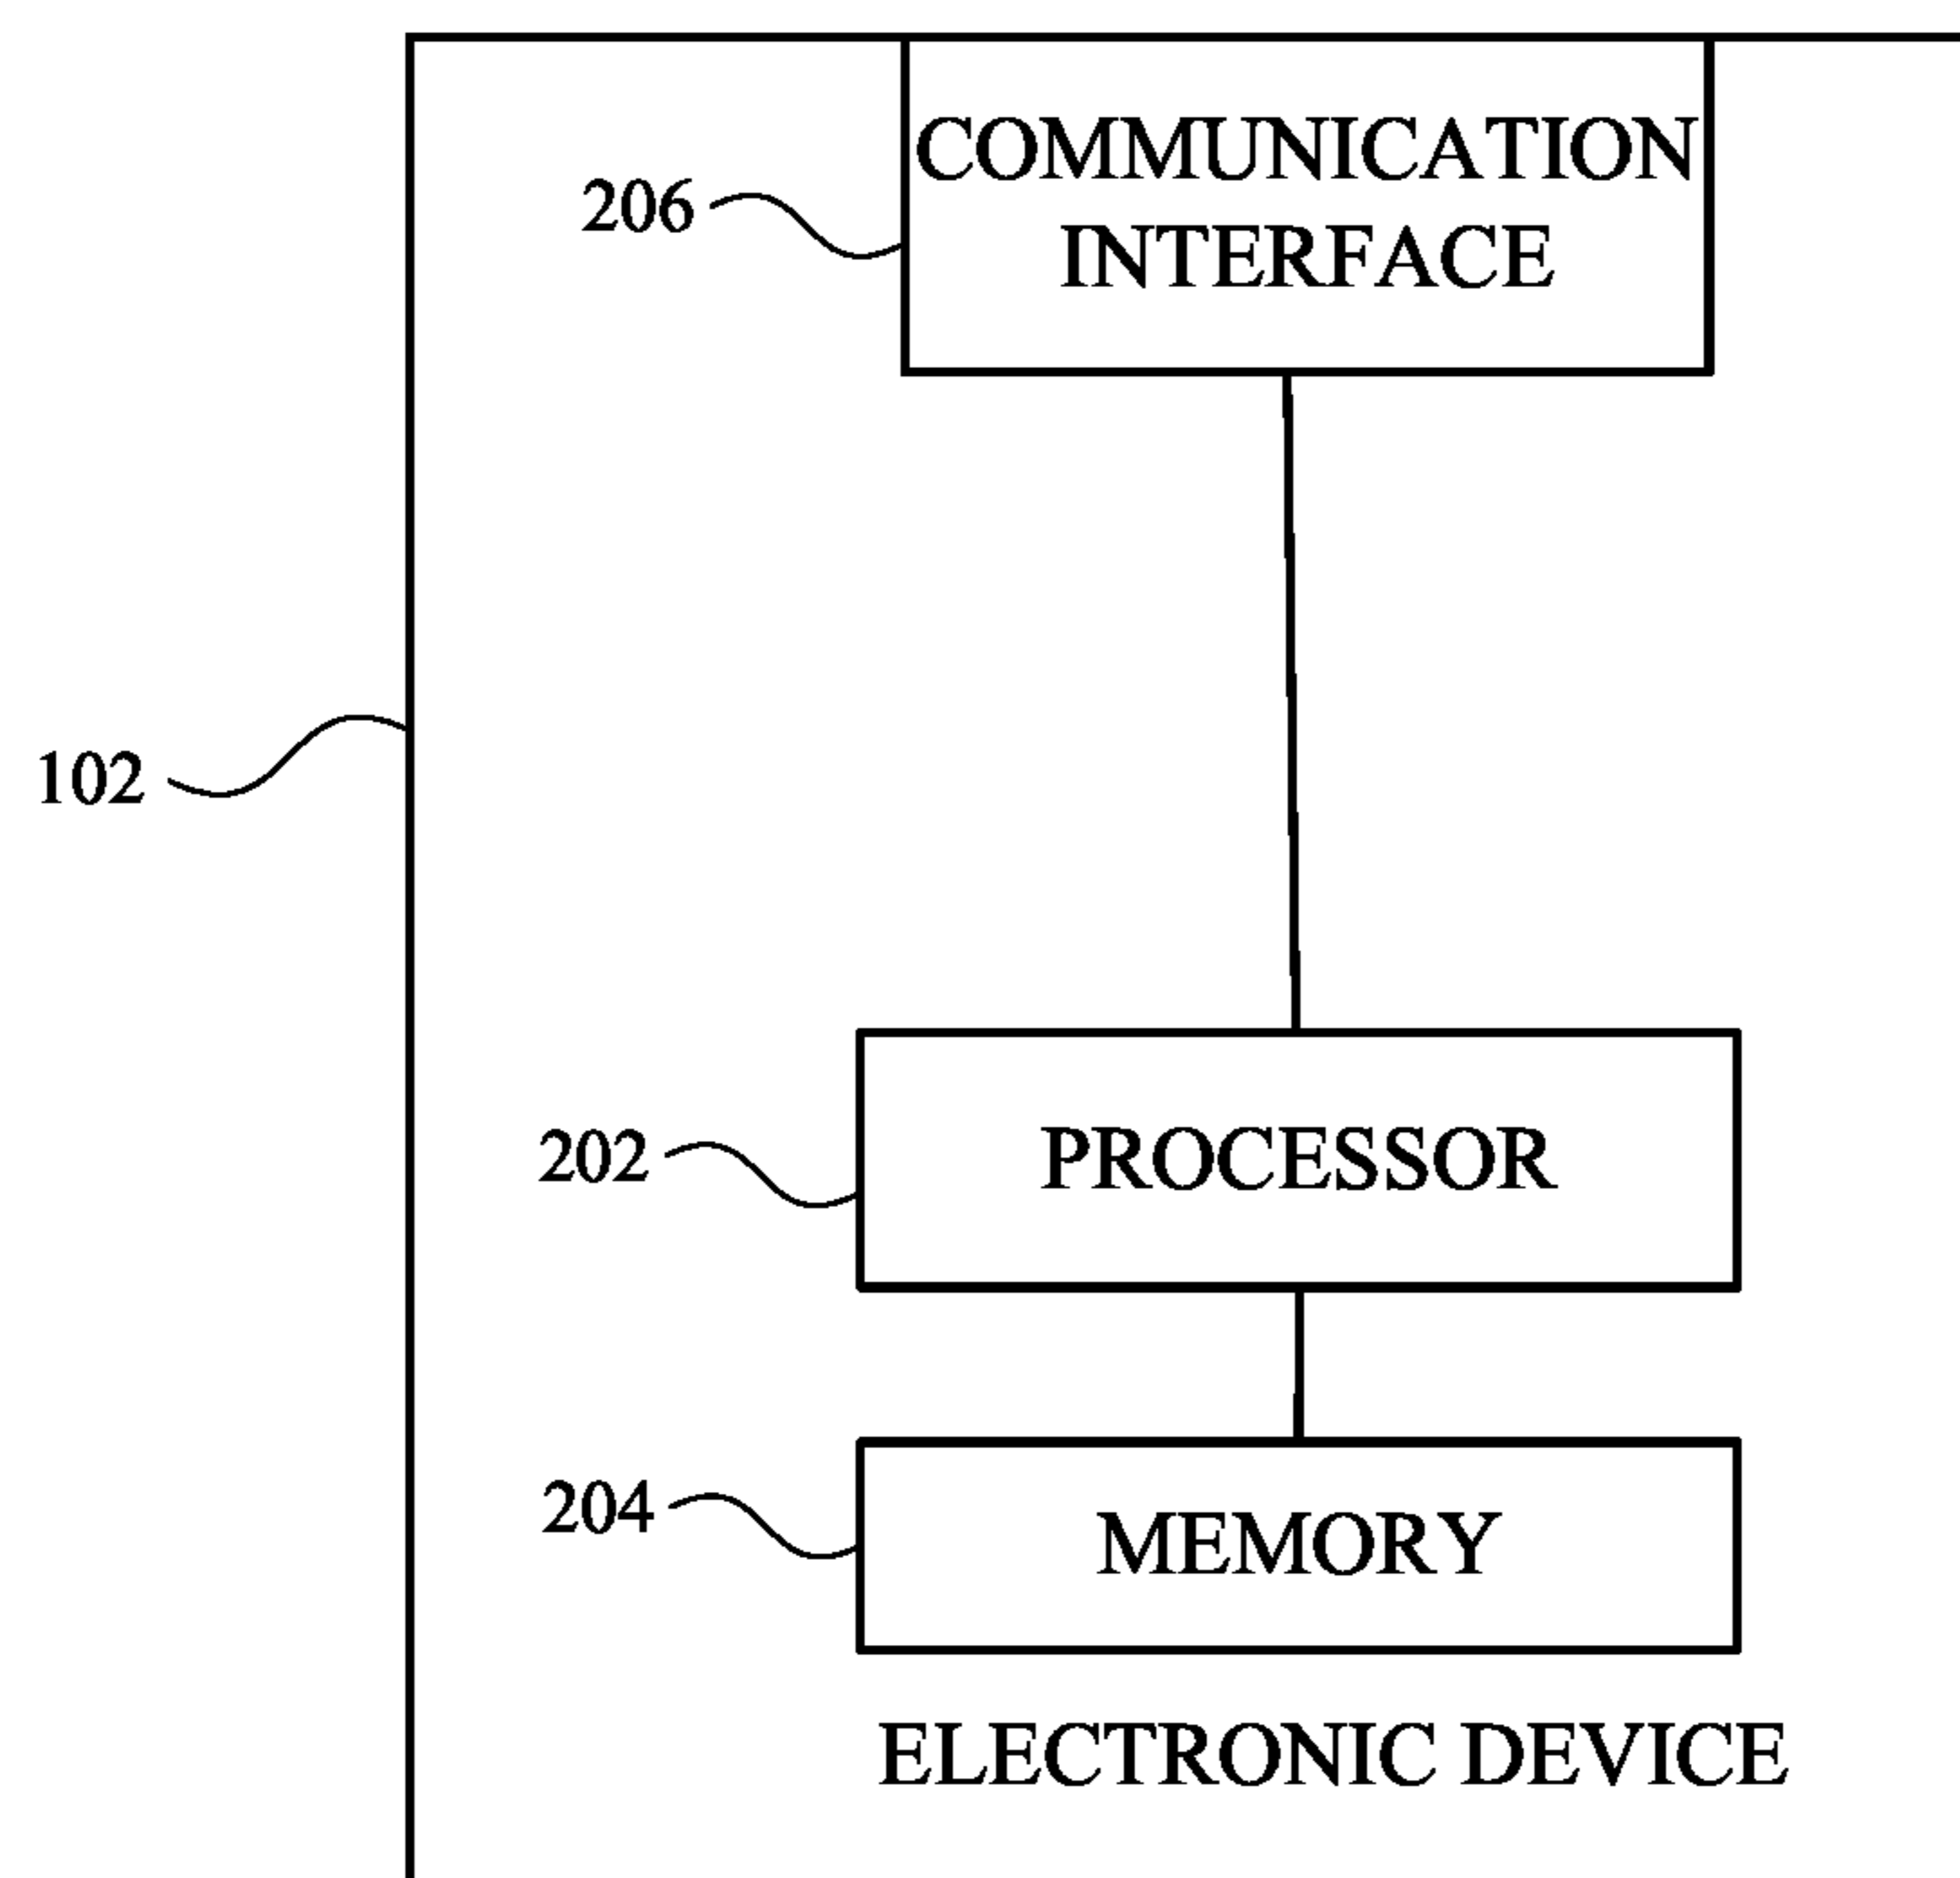 COMMUNICATION
INTERFACE
206
102
PROCESSOR
202
MEMORY
204
ELECTRONIC DEVICE